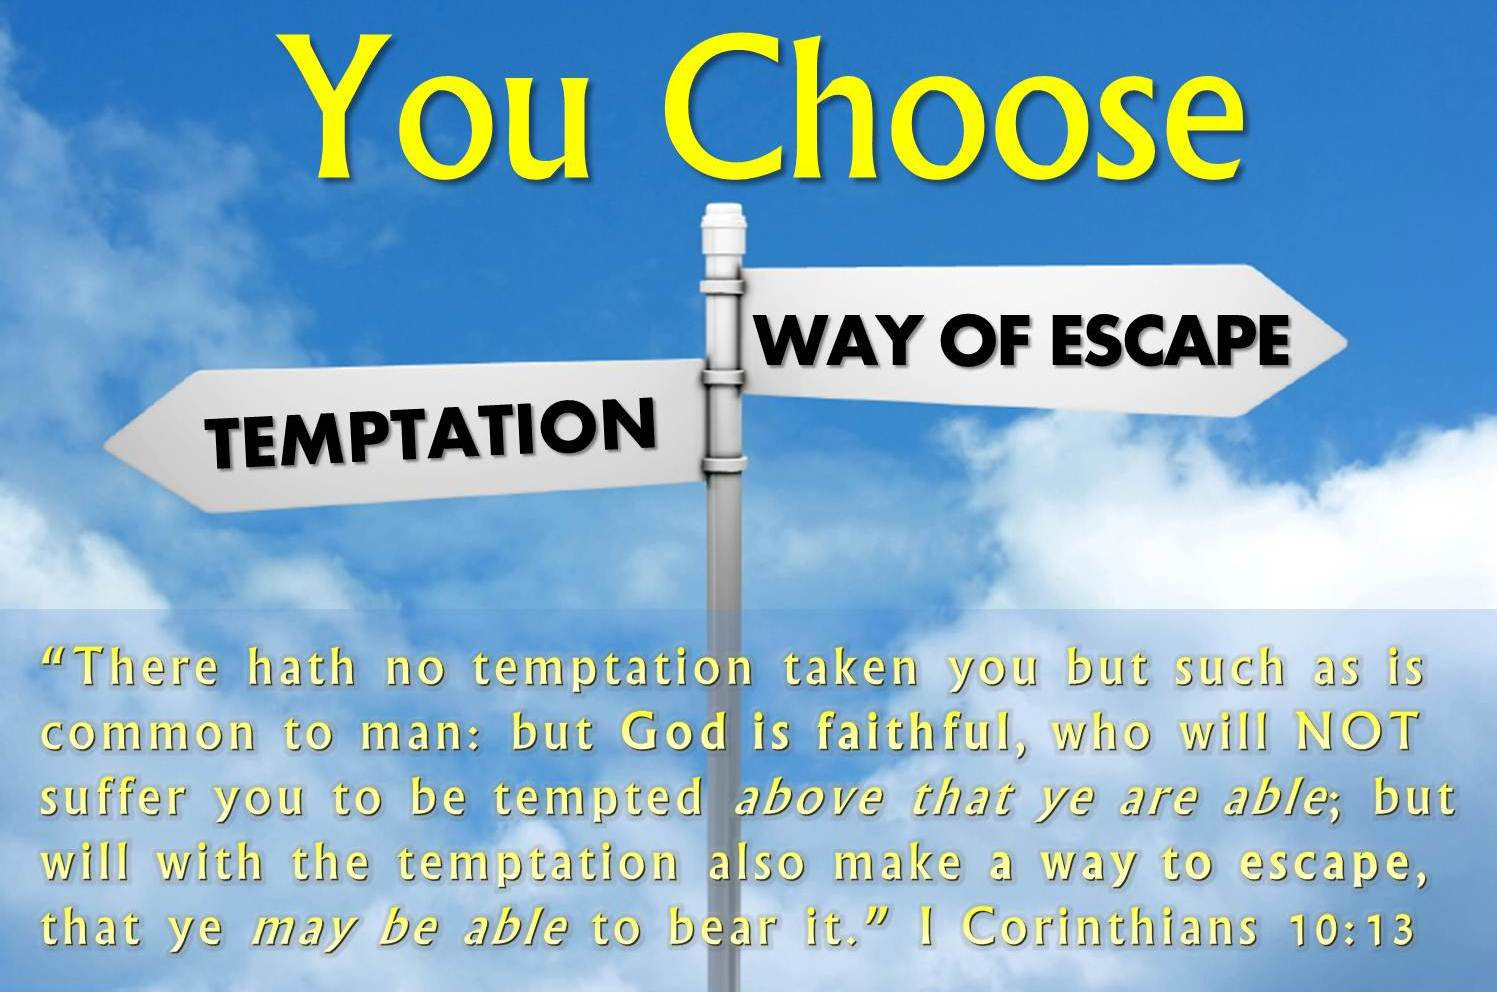 You Choose
WAY OF ESCAPE
TEMPTATION
“There hath no temptation taken you but such as is
common to man: but God is faithful, who will NOT
suffer you to be tempted above that ye are able; but
will with the temptation also make a way to escape,
that ye may be able to bear it.” I Corinthians 10:13